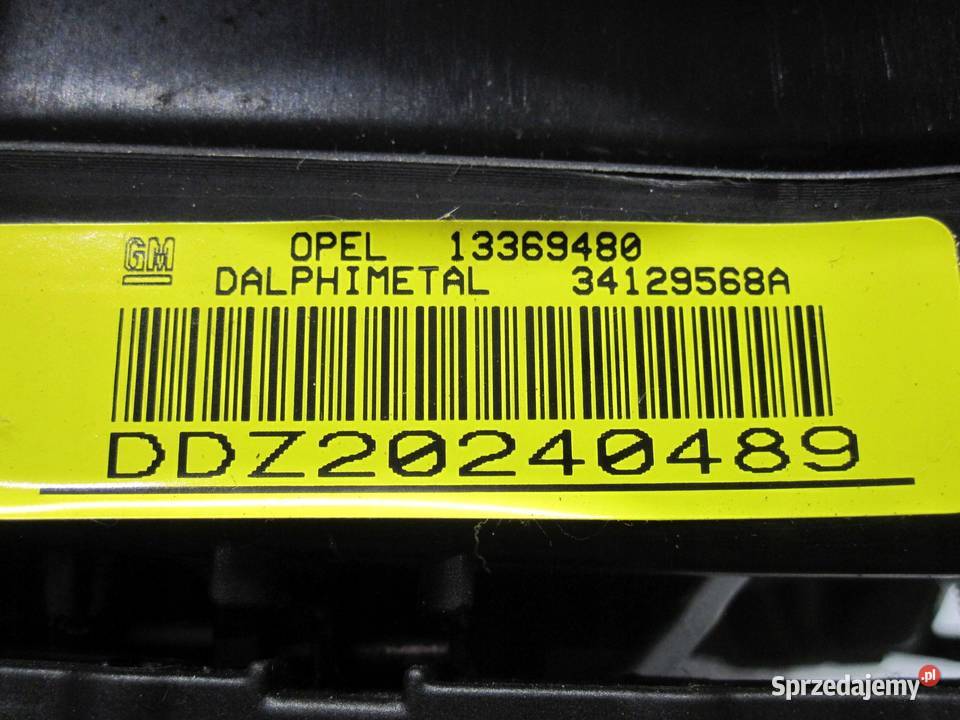 GM OPEL 13369480
DALPHIMETAL 34129568A
DDZ20240489
Sprzedajemy.pl